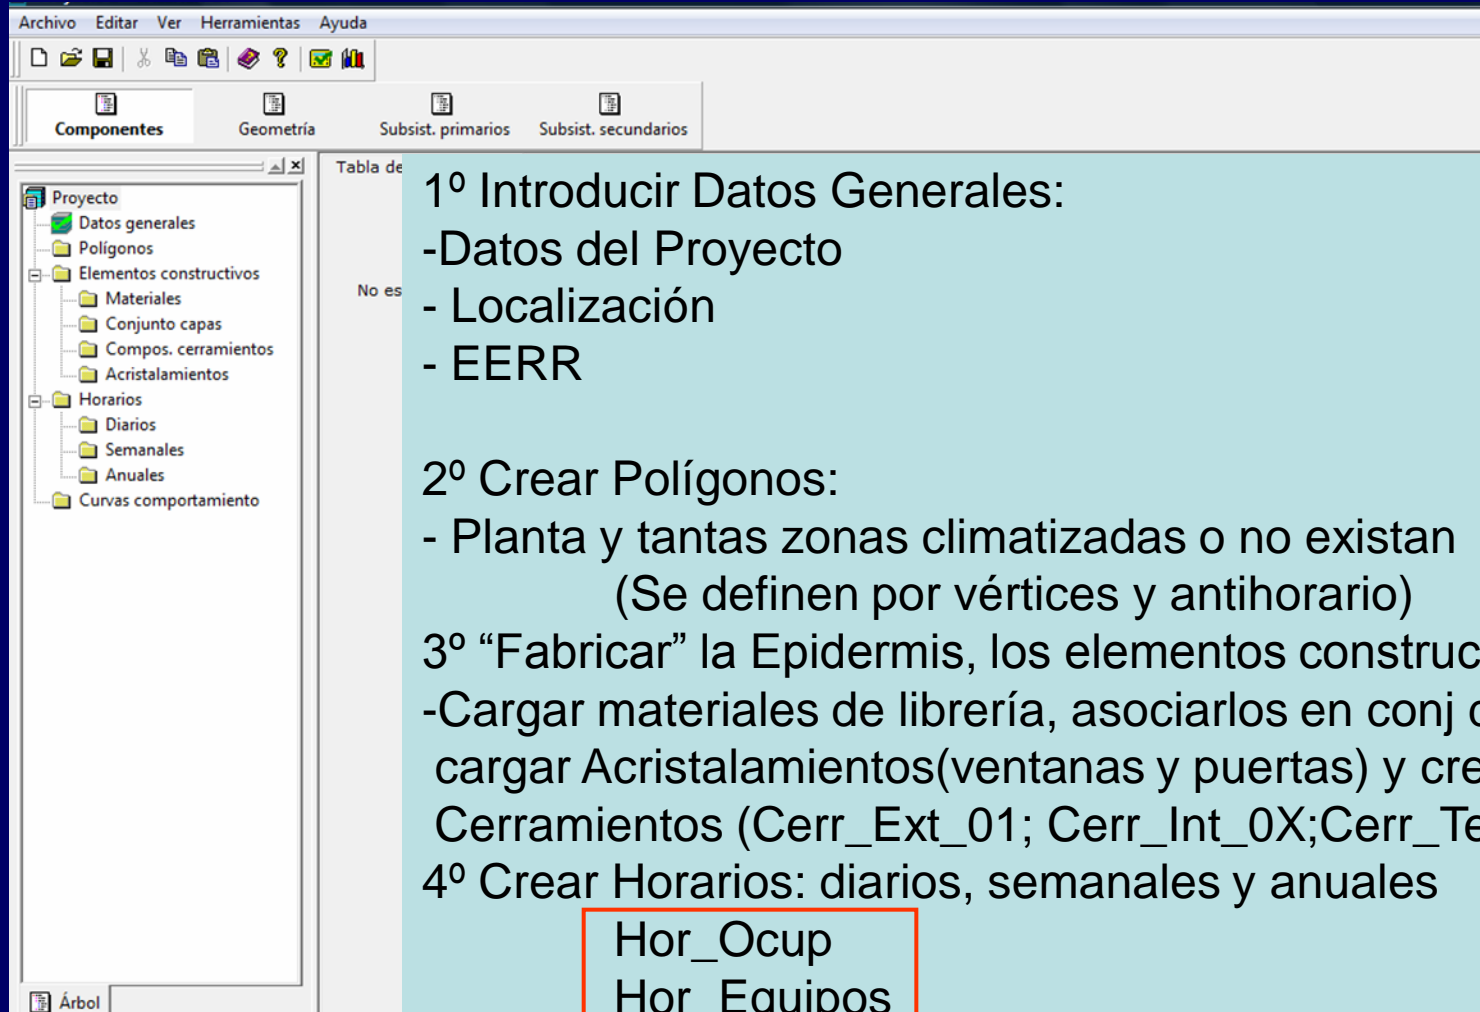 Archivo Editar Ver Herramientas Ayuda
Componentes Geometría Subsist. primarios Subsist. secundarios
Proyecto
Datos generales
Polígonos
Elementos constructivos
Materiales
Conjunto capas
Compos. cerramientos
Acristalamientos
Horarios
Diarios
Semanales
Anuales
Curvas comportamiento
Árbol
Tabla de
No es
1º Introducir Datos Generales:
-Datos del Proyecto
- Localización
- EERR
2º Crear Polígonos:
- Planta y tantas zonas climatizadas o no existan
(Se definen por vértices y antihorario)
3º “Fabricar” la Epidermis, los elementos construc
-Cargar materiales de librería, asociarlos en conj
cargar Acristalamientos(ventanas y puertas) y cre
Cerramientos (Cerr_Ext_01; Cerr_Int_0X;Cerr_Te
4º Crear Horarios: diarios, semanales y anuales
Hor_Ocup
Hor_Equipos